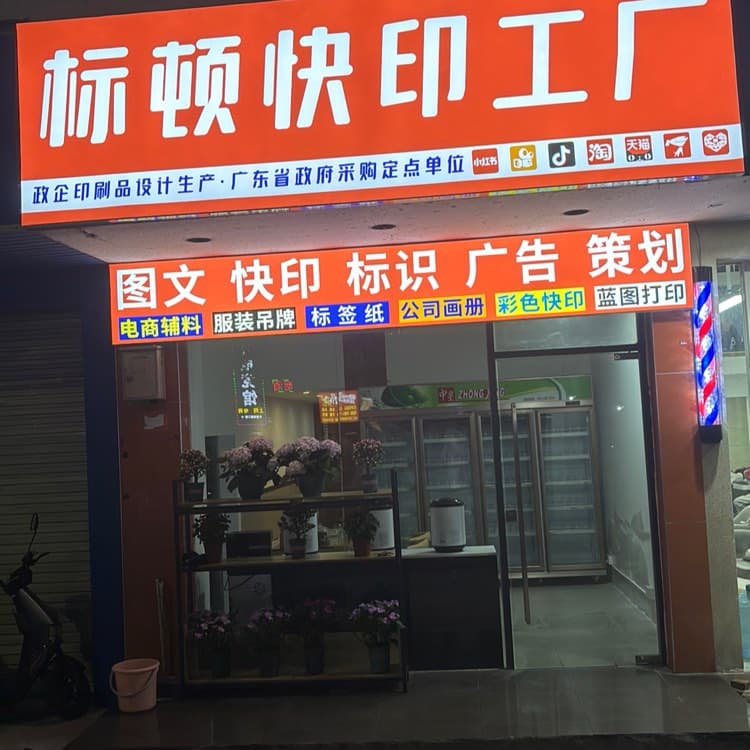 标顿快印工厂
政企印刷品设计生产·广东省政府采购定点单位 小红书 淘 天猫
图文 快印 标识 广告 策划
电商辅料 服装吊牌 标签纸 公司画册 彩色快印 蓝图打印